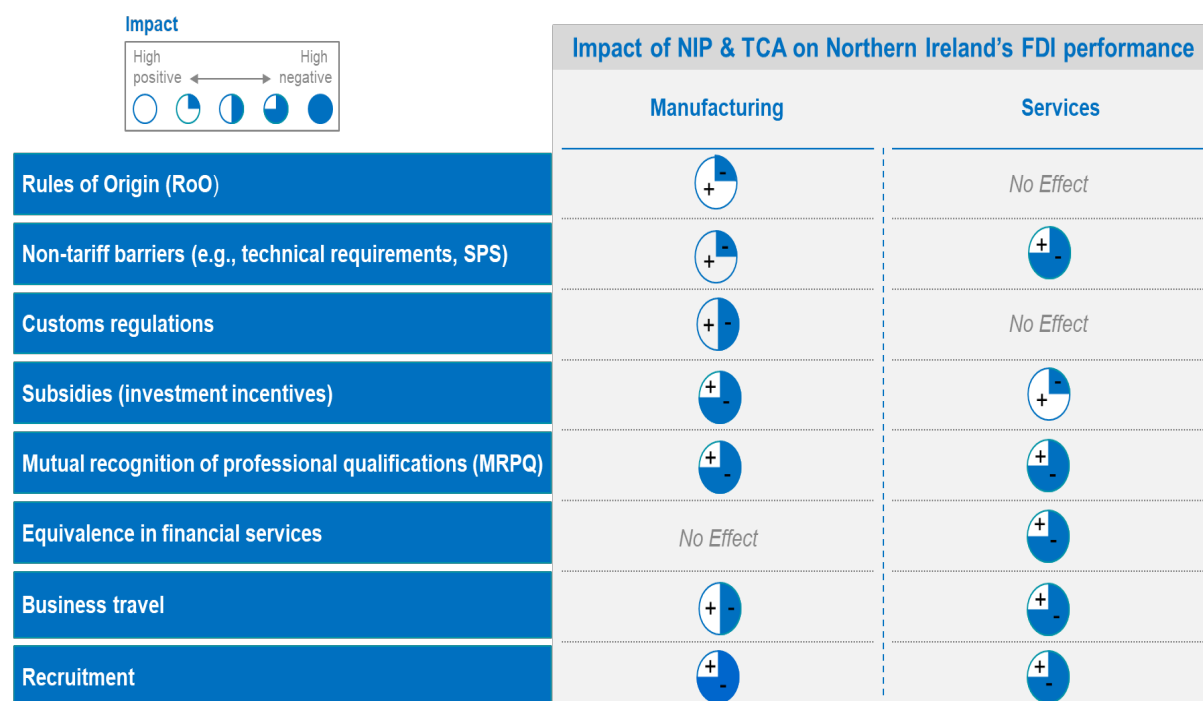 Impact
High High
positive negative
Impact of NIP & TCA on Northern Ireland's FDI performance
Manufacturing Services
Rules of Origin (RoO) + - No Effect
Non-tariff barriers (e.g., technical requirements, SPS) + - + -
Customs regulations + - No Effect
Subsidies (investment incentives) + - + -
Mutual recognition of professional qualifications (MRPQ) + - + -
Equivalence in financial services No Effect + -
Business travel + - + -
Recruitment + - + -